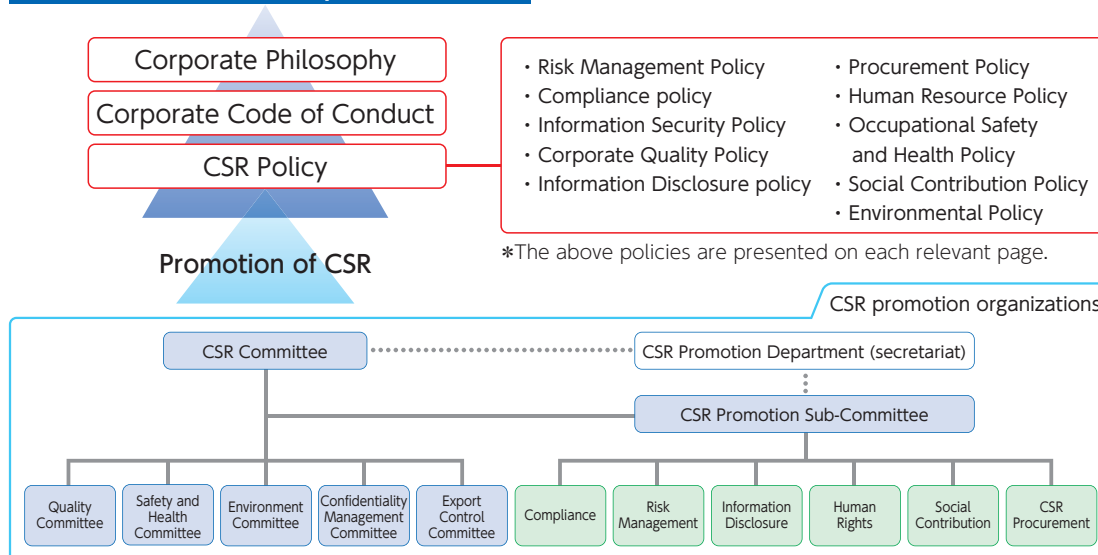 Corporate Philosophy
Corporate Code of Conduct
CSR Policy
・Risk Management Policy
・Compliance policy
・Information Security Policy
・Corporate Quality Policy
・Information Disclosure policy
・Procurement Policy
・Human Resource Policy
・Occupational Safety
and Health Policy
・Social Contribution Policy
・Environmental Policy
*The above policies are presented on each relevant page.
Promotion of CSR
CSR promotion organizations
CSR Committee
CSR Promotion Department (secretariat)
CSR Promotion Sub-Committee
Quality
Committee
Safety and
Health
Committee
Environment
Committee
Confidentiality
Management
Committee
Export
Control
Committee
Compliance
Risk
Management
Information
Disclosure
Human
Rights
Social
Contribution
CSR
Procurement